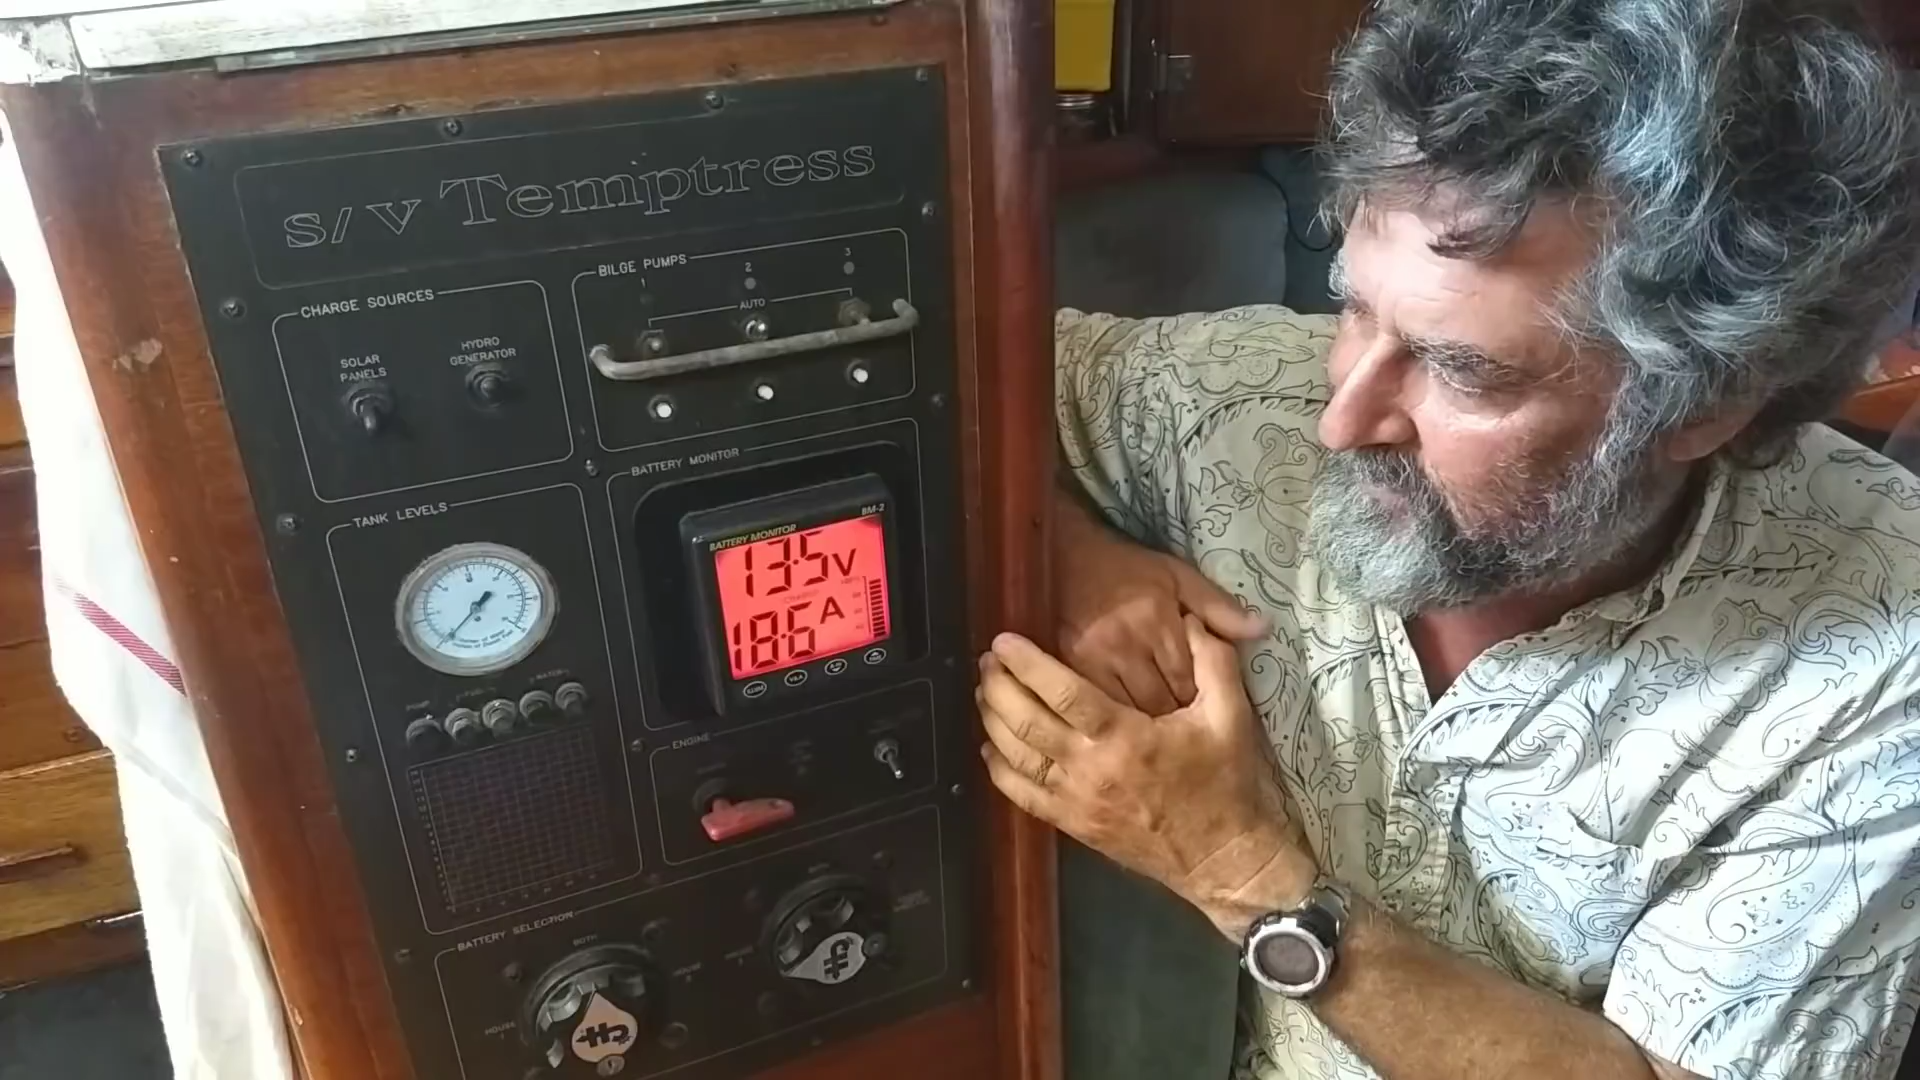 s/v Temptress
CHARGE SOURCES
SOLAR
PANELS
HYDRO
GENERATOR
BILGE PUMPS
1
2
3
AUTO
TANK LEVELS
BATTERY MONITOR
BATTERY MONITOR
BM-2
13.5V
18.6A
ENGINE
BATTERY SELECTION
BOTH
HOUSE